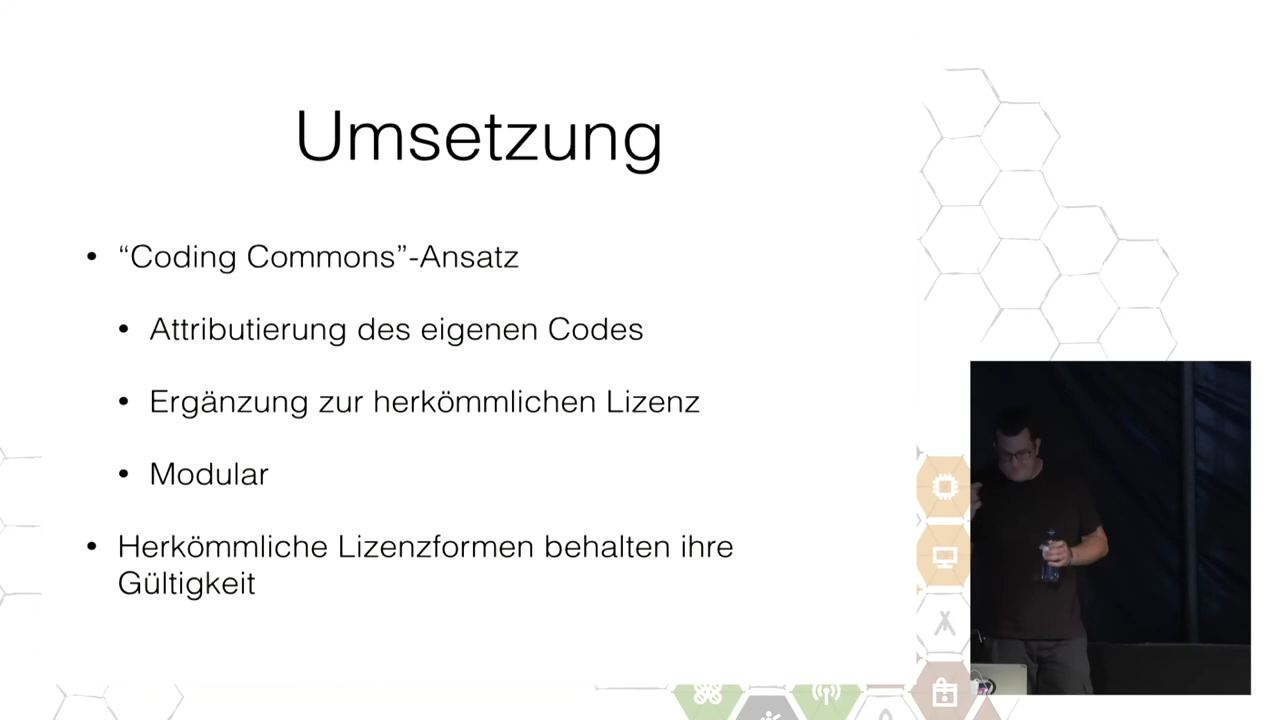 Umsetzung
• “Coding Commons”-Ansatz
• Attributierung des eigenen Codes
• Ergänzung zur herkömmlichen Lizenz
• Modular
• Herkömmliche Lizenzformen behalten ihre
Gültigkeit